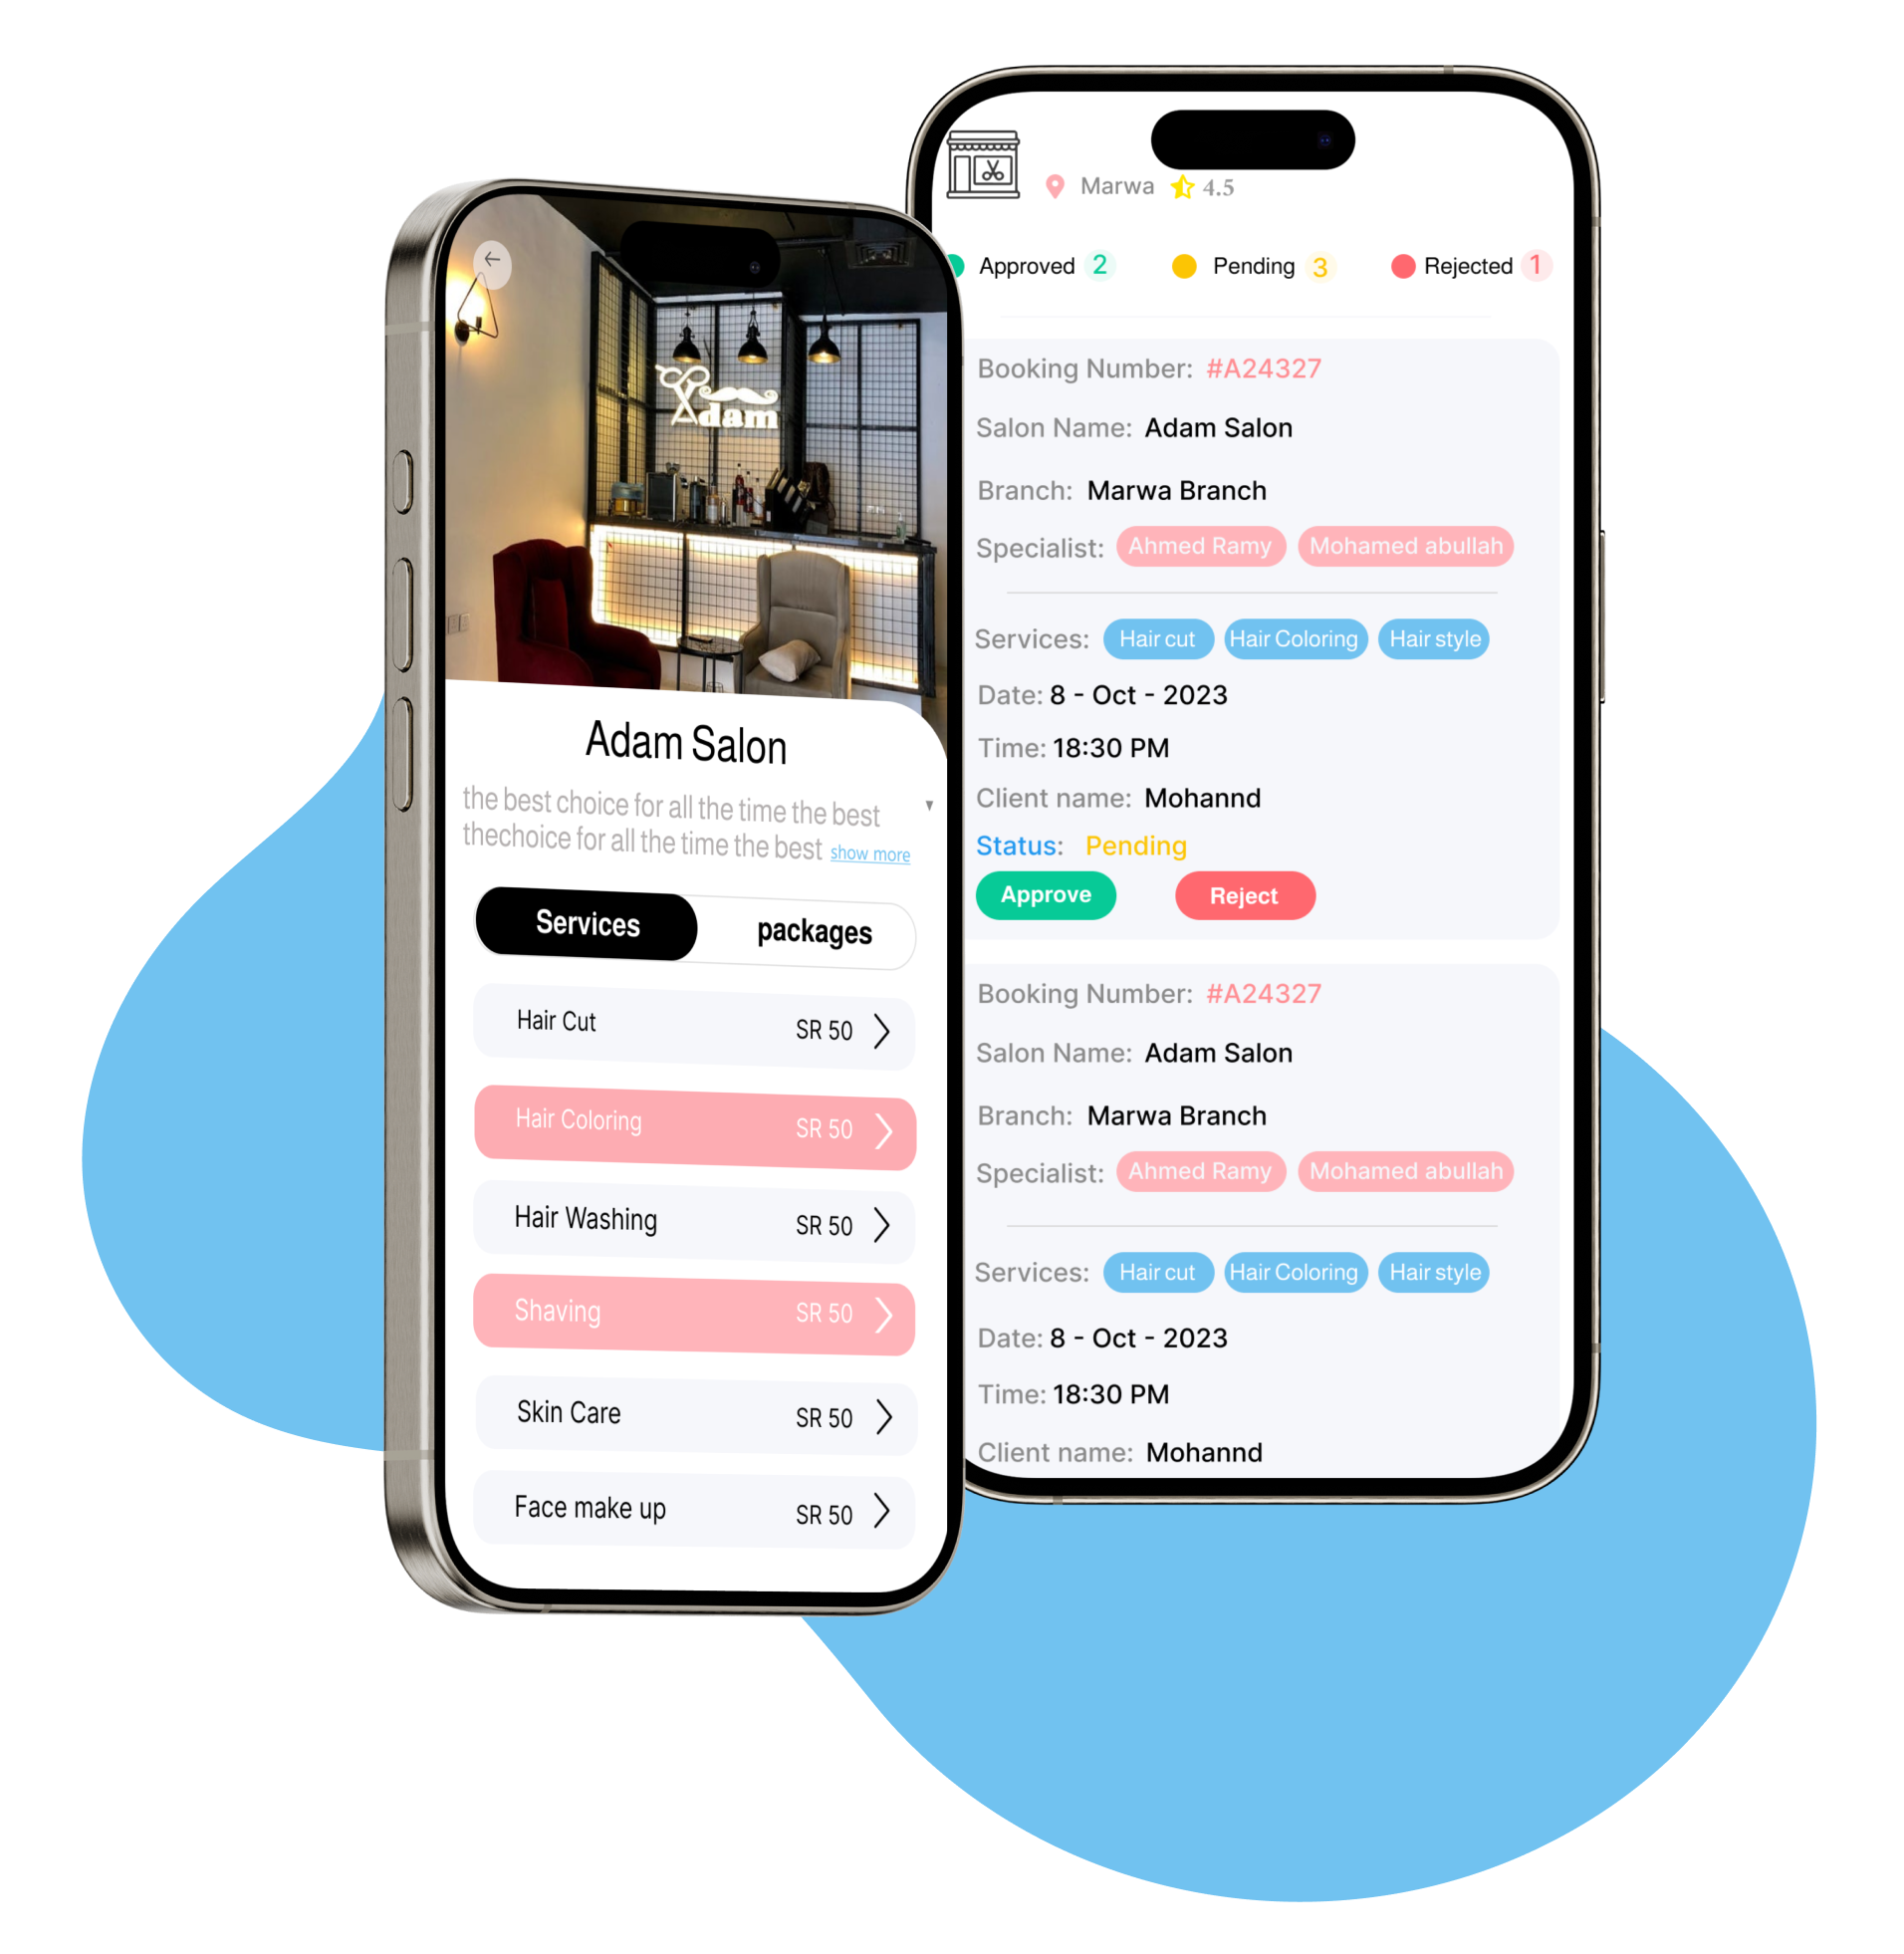 Adam
Adam Salon
the best choice for all the time the best
thechoice for all the time the best show more
Services packages
Hair Cut SR 50
Hair Coloring SR 50
Hair Washing SR 50
Shaving SR 50
Skin Care SR 50
Face make up SR 50
Marwa 4.5
Approved 2 Pending 3 Rejected 1
Booking Number: #A24327
Salon Name: Adam Salon
Branch: Marwa Branch
Specialist: Ahmed Ramy Mohamed abullah
Services: Hair cut Hair Coloring Hair style
Date: 8 - Oct - 2023
Time: 18:30 PM
Client name: Mohannd
Status: Pending
Approve Reject
Booking Number: #A24327
Salon Name: Adam Salon
Branch: Marwa Branch
Specialist: Ahmed Ramy Mohamed abullah
Services: Hair cut Hair Coloring Hair style
Date: 8 - Oct - 2023
Time: 18:30 PM
Client name: Mohannd